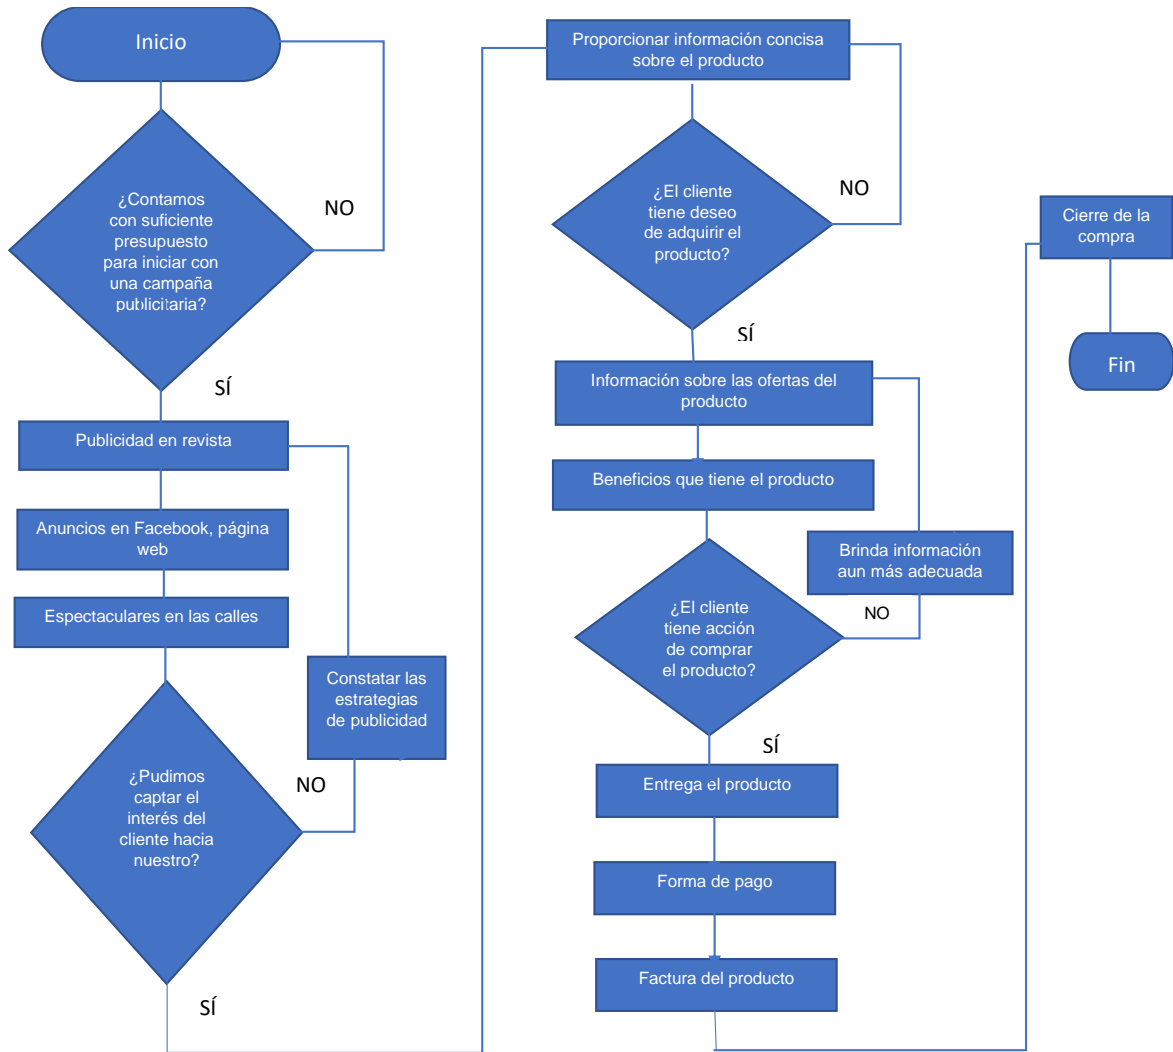 Inicio
¿Contamos
con suficiente
presupuesto
para iniciar con
una campaña
publicitaria?
NO
SÍ
Publicidad en revista
Anuncios en Facebook, página
web
Espectaculares en las calles
Constatar las
estrategias
de publicidad
¿Pudimos
captar el
interés del
cliente hacia
nuestro?
NO
SÍ
Proporcionar información concisa
sobre el producto
¿El cliente
tiene deseo
de adquirir el
producto?
NO
SÍ
Información sobre las ofertas del
producto
Beneficios que tiene el producto
Brinda información
aun más adecuada
¿El cliente
tiene acción
de comprar
el producto?
NO
SÍ
Entrega el producto
Forma de pago
Factura del producto
Cierre de la
compra
Fin